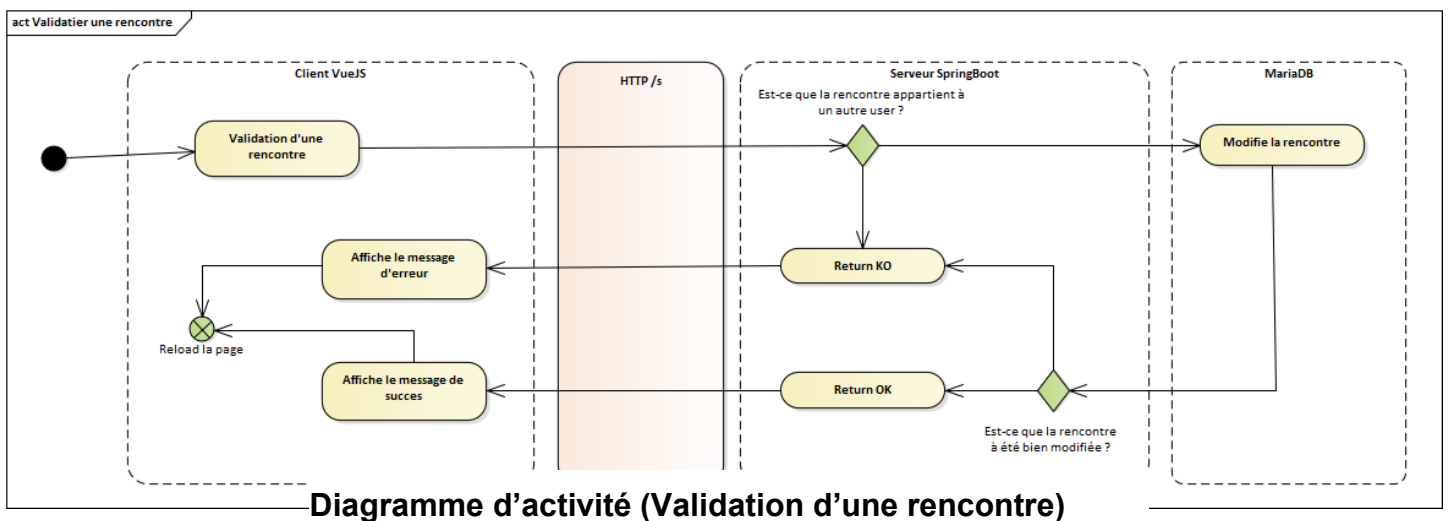 act Validatier une rencontre
Client VueJS
HTTP /s
Serveur SpringBoot
MariaDB
Est-ce que la rencontre appartient à
un autre user ?
Validation d'une
rencontre
Modifie la rencontre
Affiche le message
d'erreur
Return KO
Reload la page
Affiche le message de
succes
Return OK
Est-ce que la rencontre
à été bien modifiée ?
Diagramme d’activité (Validation d’une rencontre)